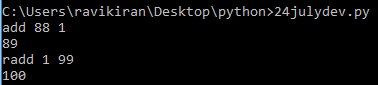 C:\Users\ravikiran\Desktop\python>24julydev.py
add 88 1
89
radd 1 99
100